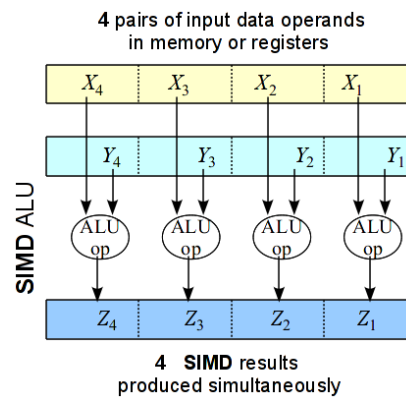 4 pairs of input data operands
in memory or registers
X4 X3 X2 X1
Y4 Y3 Y2 Y1
SIMD ALU
ALU ALU ALU ALU
op op op op
Z4 Z3 Z2 Z1
4 SIMD results
produced simultaneously